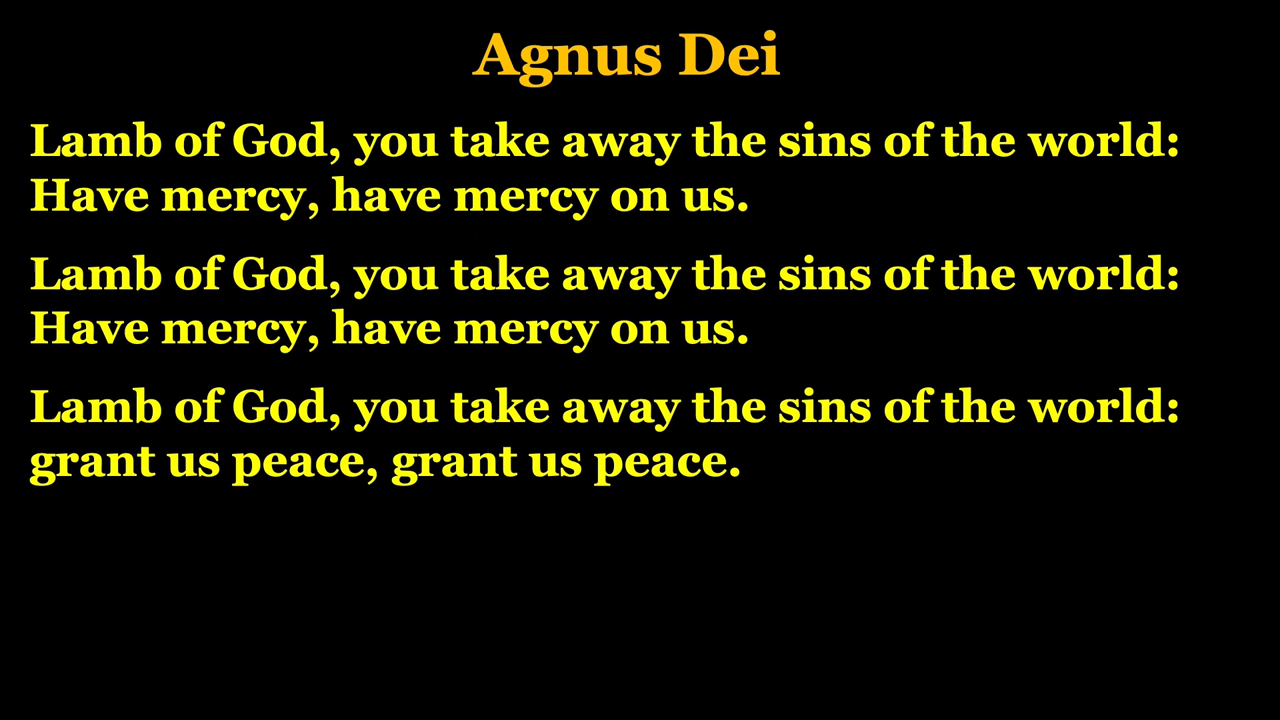 Agnus Dei
Lamb of God, you take away the sins of the world:
Have mercy, have mercy on us.
Lamb of God, you take away the sins of the world:
Have mercy, have mercy on us.
Lamb of God, you take away the sins of the world:
grant us peace, grant us peace.